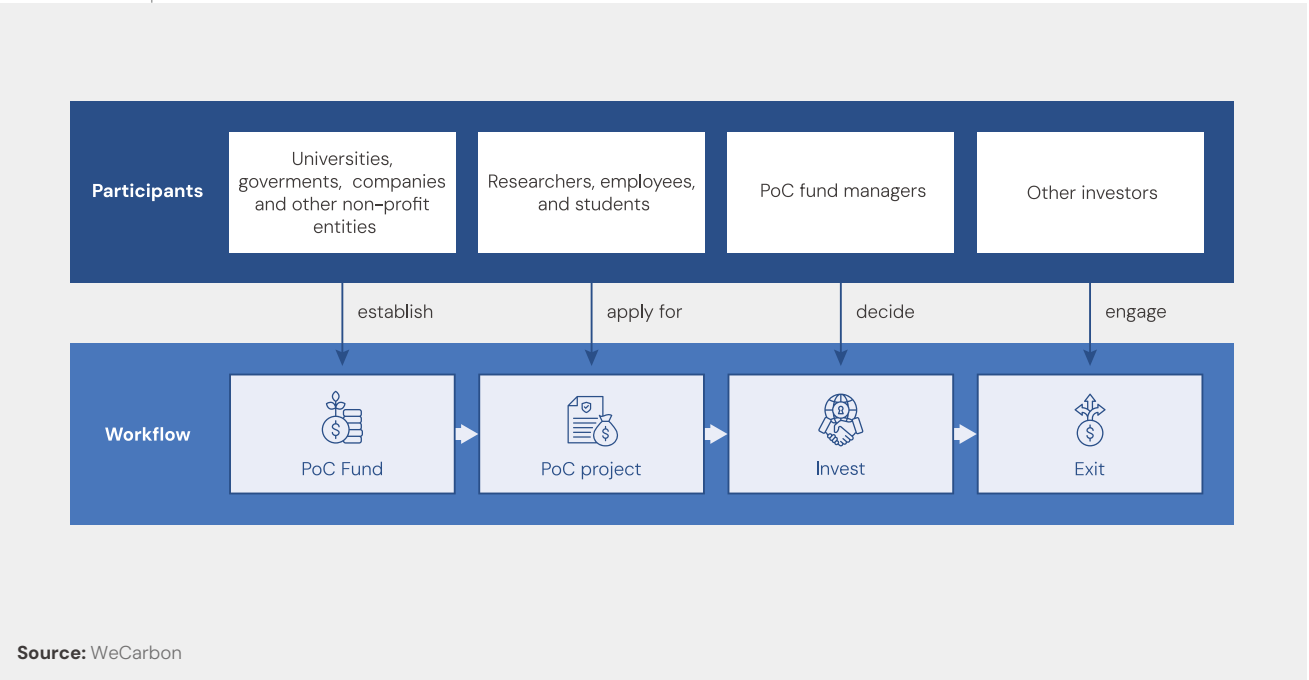 Participants
Universities,
goverments, companies
and other non-profit
entities
Researchers, employees,
and students
PoC fund managers
Other investors
establish
apply for
decide
engage
Workflow
PoC Fund
PoC project
Invest
Exit
Source: WeCarbon